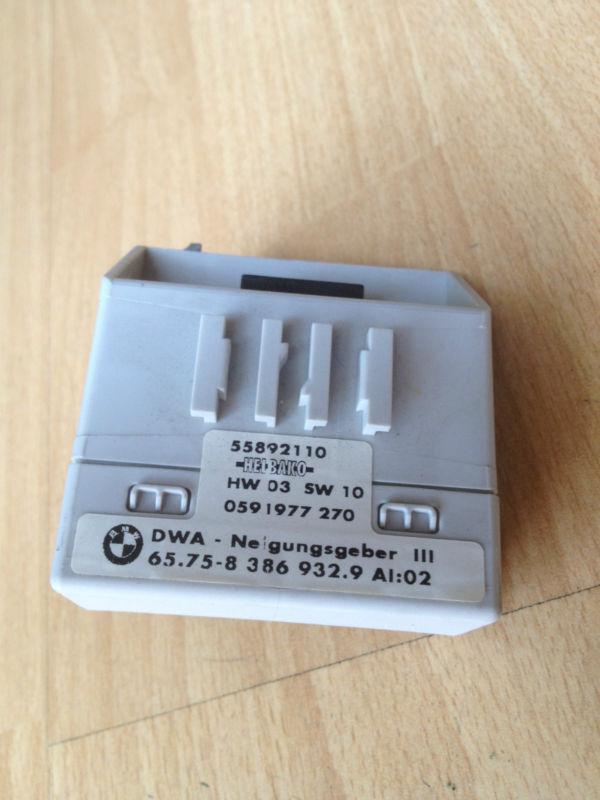 55892110
HELBAKO
HW 03 SW 10
0591977 270
DWA - Neigungsgeber III
65.75-8 386 932.9 AI:02